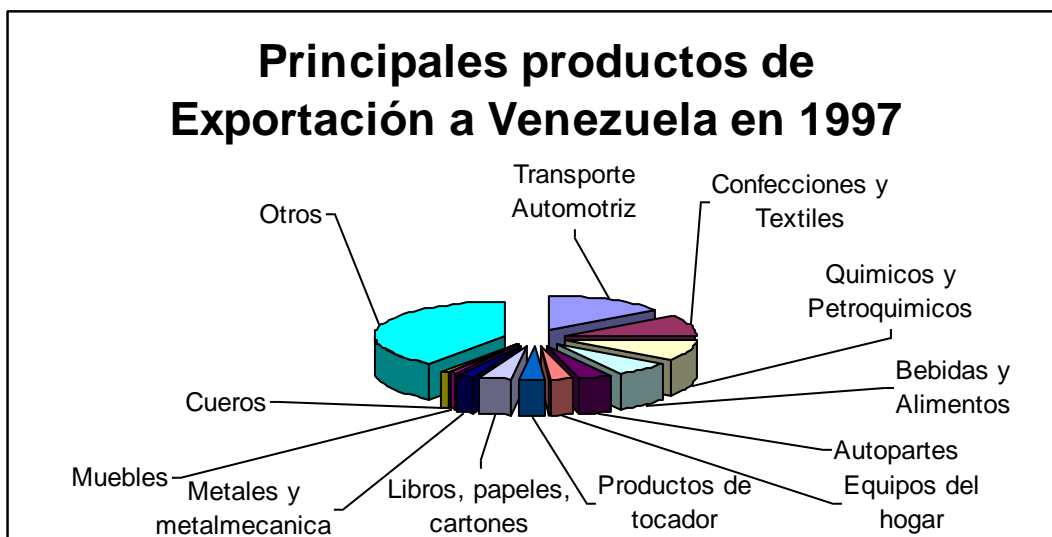 Principales productos de
Exportación a Venezuela en 1997
Transporte
Automotriz
Confecciones y
Textiles
Otros
Quimicos y
Petroquimicos
Bebidas y
Alimentos
Cueros
Autopartes
Muebles
Metales y
metalmecanica
Libros, papeles,
cartones
Productos de
tocador
Equipos del
hogar